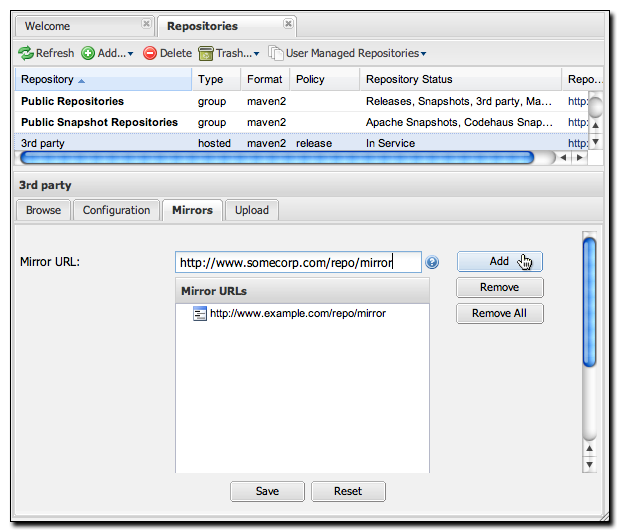 Welcome Repositories
Refresh Add... Delete Trash... User Managed Repositories
Repository Type Format Policy Repository Status Repo...
Public Repositories group maven2 Releases, Snapshots, 3rd party, Ma... http:
Public Snapshot Repositories group maven2 Apache Snapshots, Codehaus Snap... http:
3rd party hosted maven2 release In Service http:
3rd party
Browse Configuration Mirrors Upload
Mirror URL: http://www.somecorp.com/repo/mirror Add
Mirror URLs Remove
http://www.example.com/repo/mirror Remove All
Save Reset